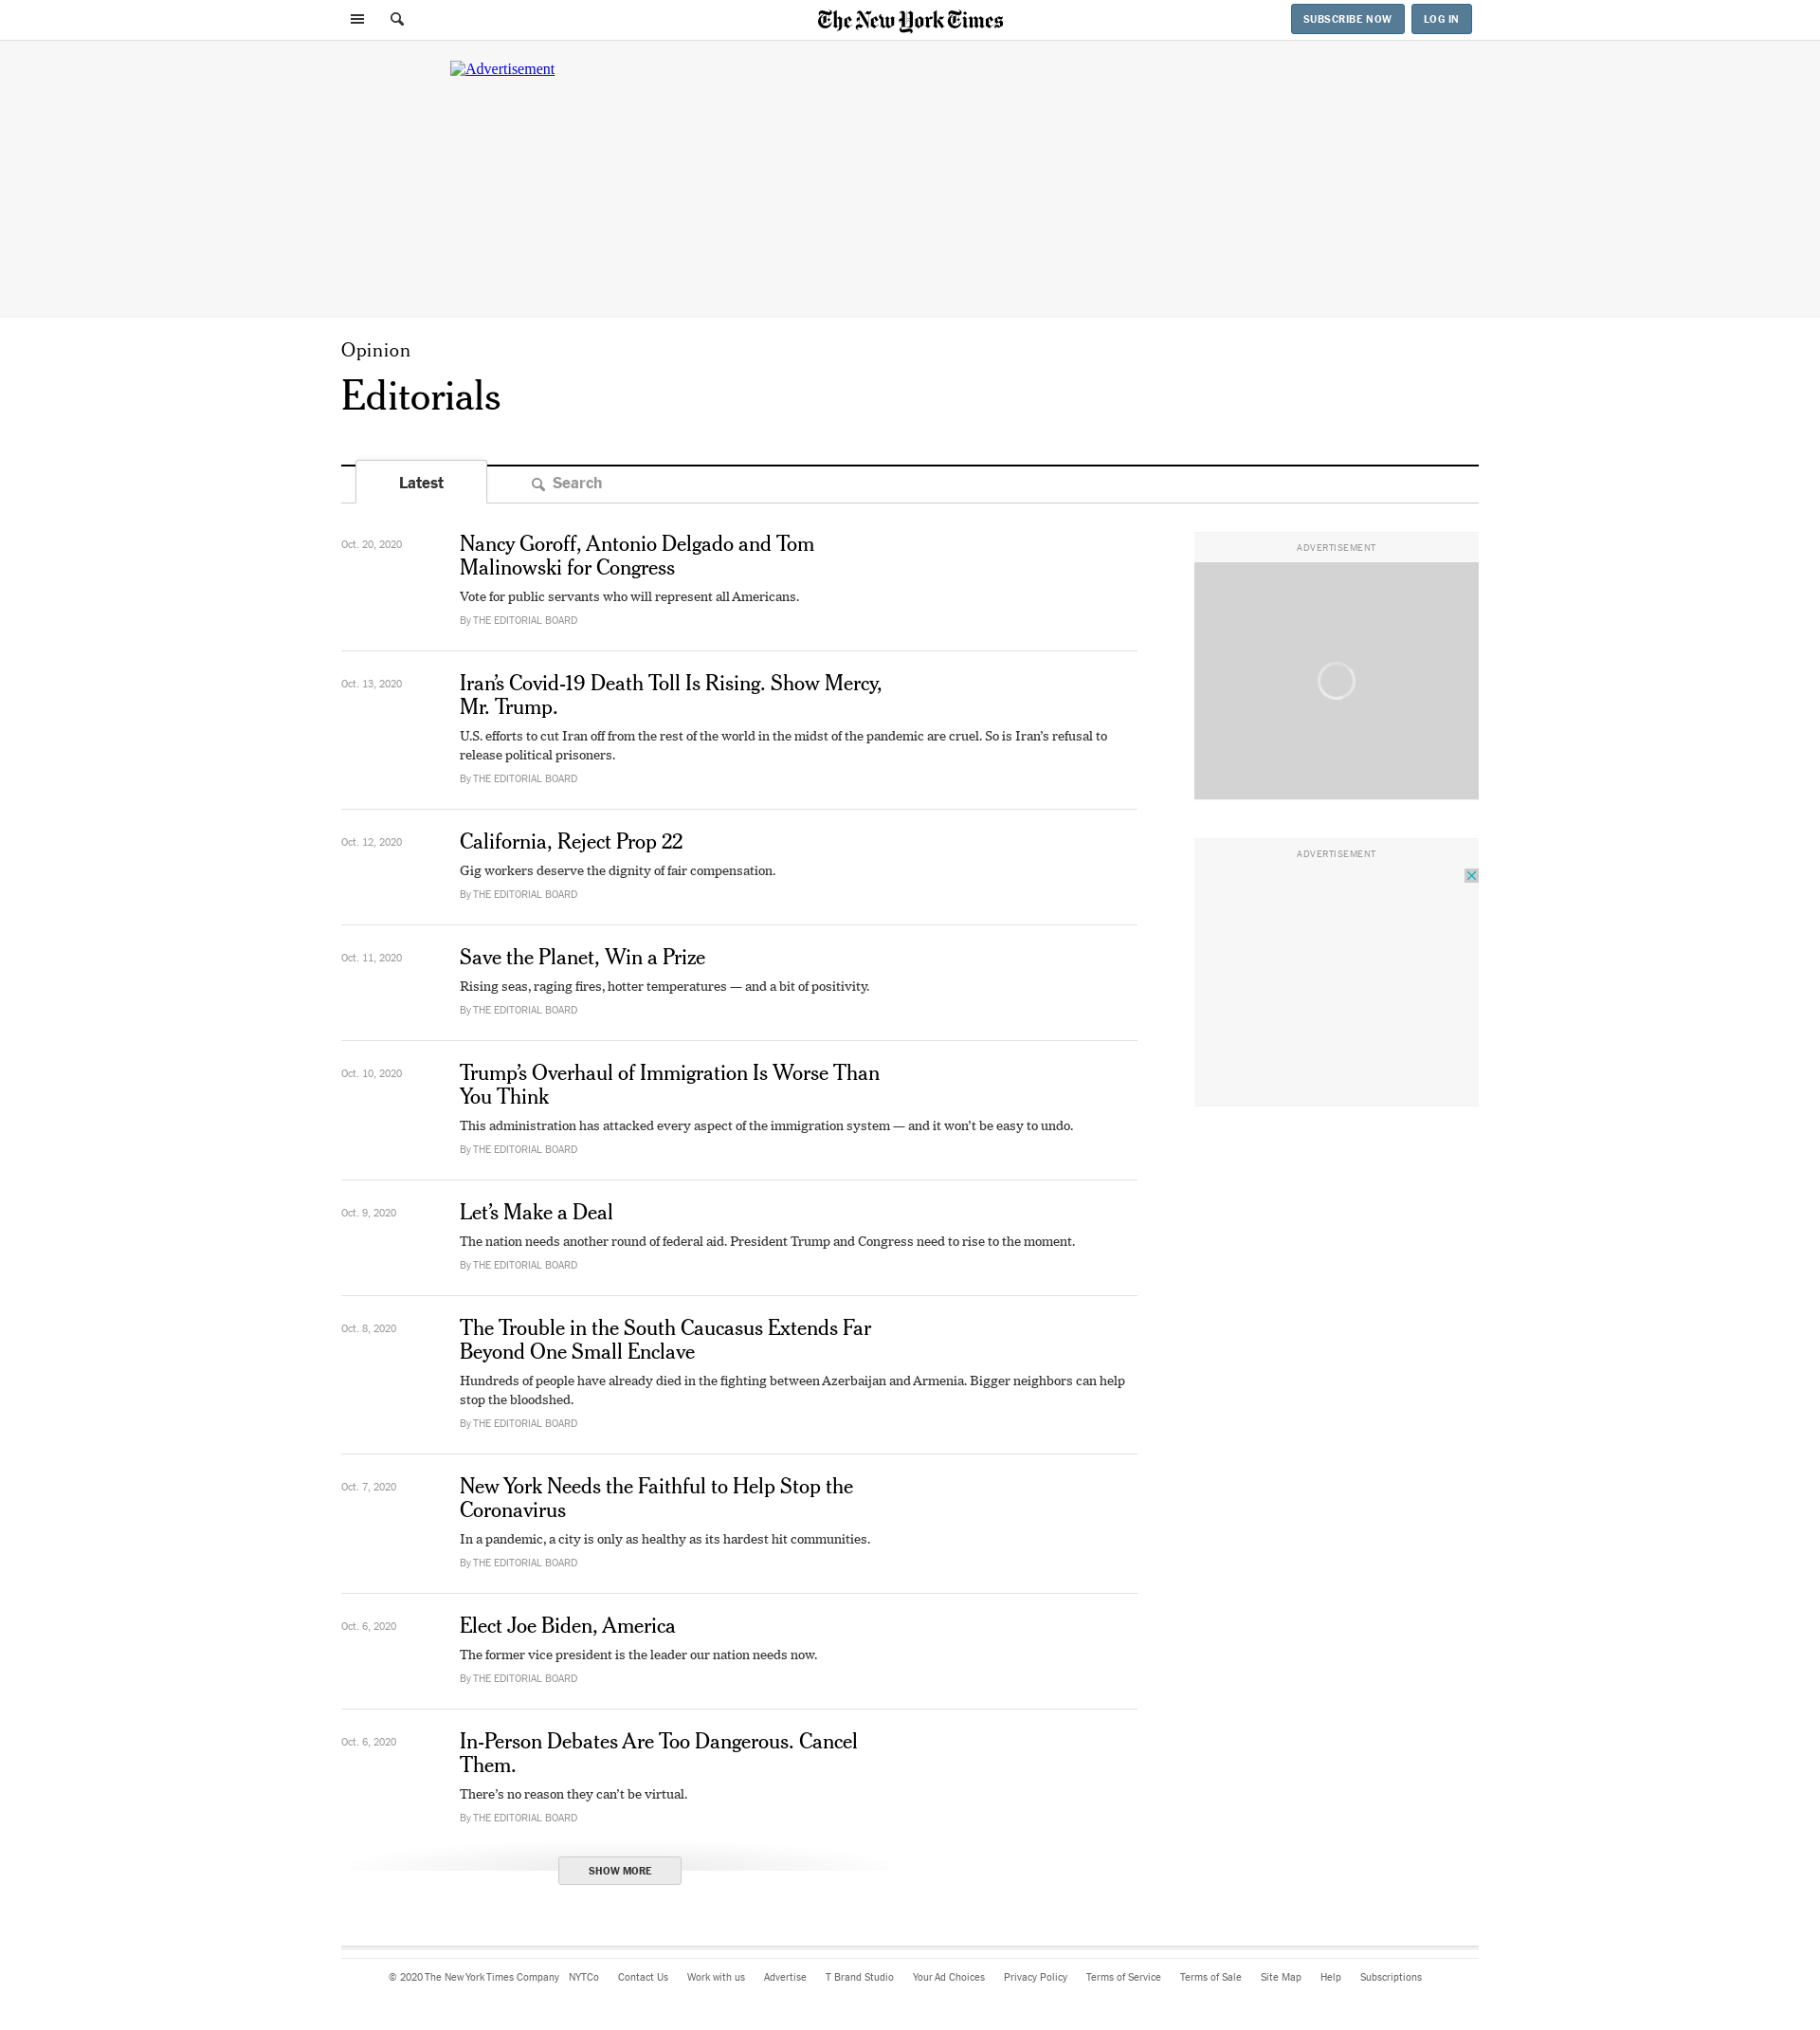 The New York Times
SUBSCRIBE NOW
LOG IN
Advertisement
Opinion
Editorials
Latest
Search
Oct. 20, 2020
Nancy Goroff, Antonio Delgado and Tom
Malinowski for Congress
Vote for public servants who will represent all Americans.
By THE EDITORIAL BOARD
ADVERTISEMENT
Oct. 13, 2020
Iran’s Covid-19 Death Toll Is Rising. Show Mercy,
Mr. Trump.
U.S. efforts to cut Iran off from the rest of the world in the midst of the pandemic are cruel. So is Iran’s refusal to
release political prisoners.
By THE EDITORIAL BOARD
Oct. 12, 2020
California, Reject Prop 22
Gig workers deserve the dignity of fair compensation.
By THE EDITORIAL BOARD
ADVERTISEMENT
Oct. 11, 2020
Save the Planet, Win a Prize
Rising seas, raging fires, hotter temperatures — and a bit of positivity.
By THE EDITORIAL BOARD
Oct. 10, 2020
Trump’s Overhaul of Immigration Is Worse Than
You Think
This administration has attacked every aspect of the immigration system — and it won’t be easy to undo.
By THE EDITORIAL BOARD
Oct. 9, 2020
Let’s Make a Deal
The nation needs another round of federal aid. President Trump and Congress need to rise to the moment.
By THE EDITORIAL BOARD
Oct. 8, 2020
The Trouble in the South Caucasus Extends Far
Beyond One Small Enclave
Hundreds of people have already died in the fighting between Azerbaijan and Armenia. Bigger neighbors can help
stop the bloodshed.
By THE EDITORIAL BOARD
Oct. 7, 2020
New York Needs the Faithful to Help Stop the
Coronavirus
In a pandemic, a city is only as healthy as its hardest hit communities.
By THE EDITORIAL BOARD
Oct. 6, 2020
Elect Joe Biden, America
The former vice president is the leader our nation needs now.
By THE EDITORIAL BOARD
Oct. 6, 2020
In-Person Debates Are Too Dangerous. Cancel
Them.
There’s no reason they can’t be virtual.
By THE EDITORIAL BOARD
SHOW MORE
© 2020 The New York Times Company NYTCo Contact Us Work with us Advertise T Brand Studio Your Ad Choices Privacy Policy Terms of Service Terms of Sale Site Map Help Subscriptions